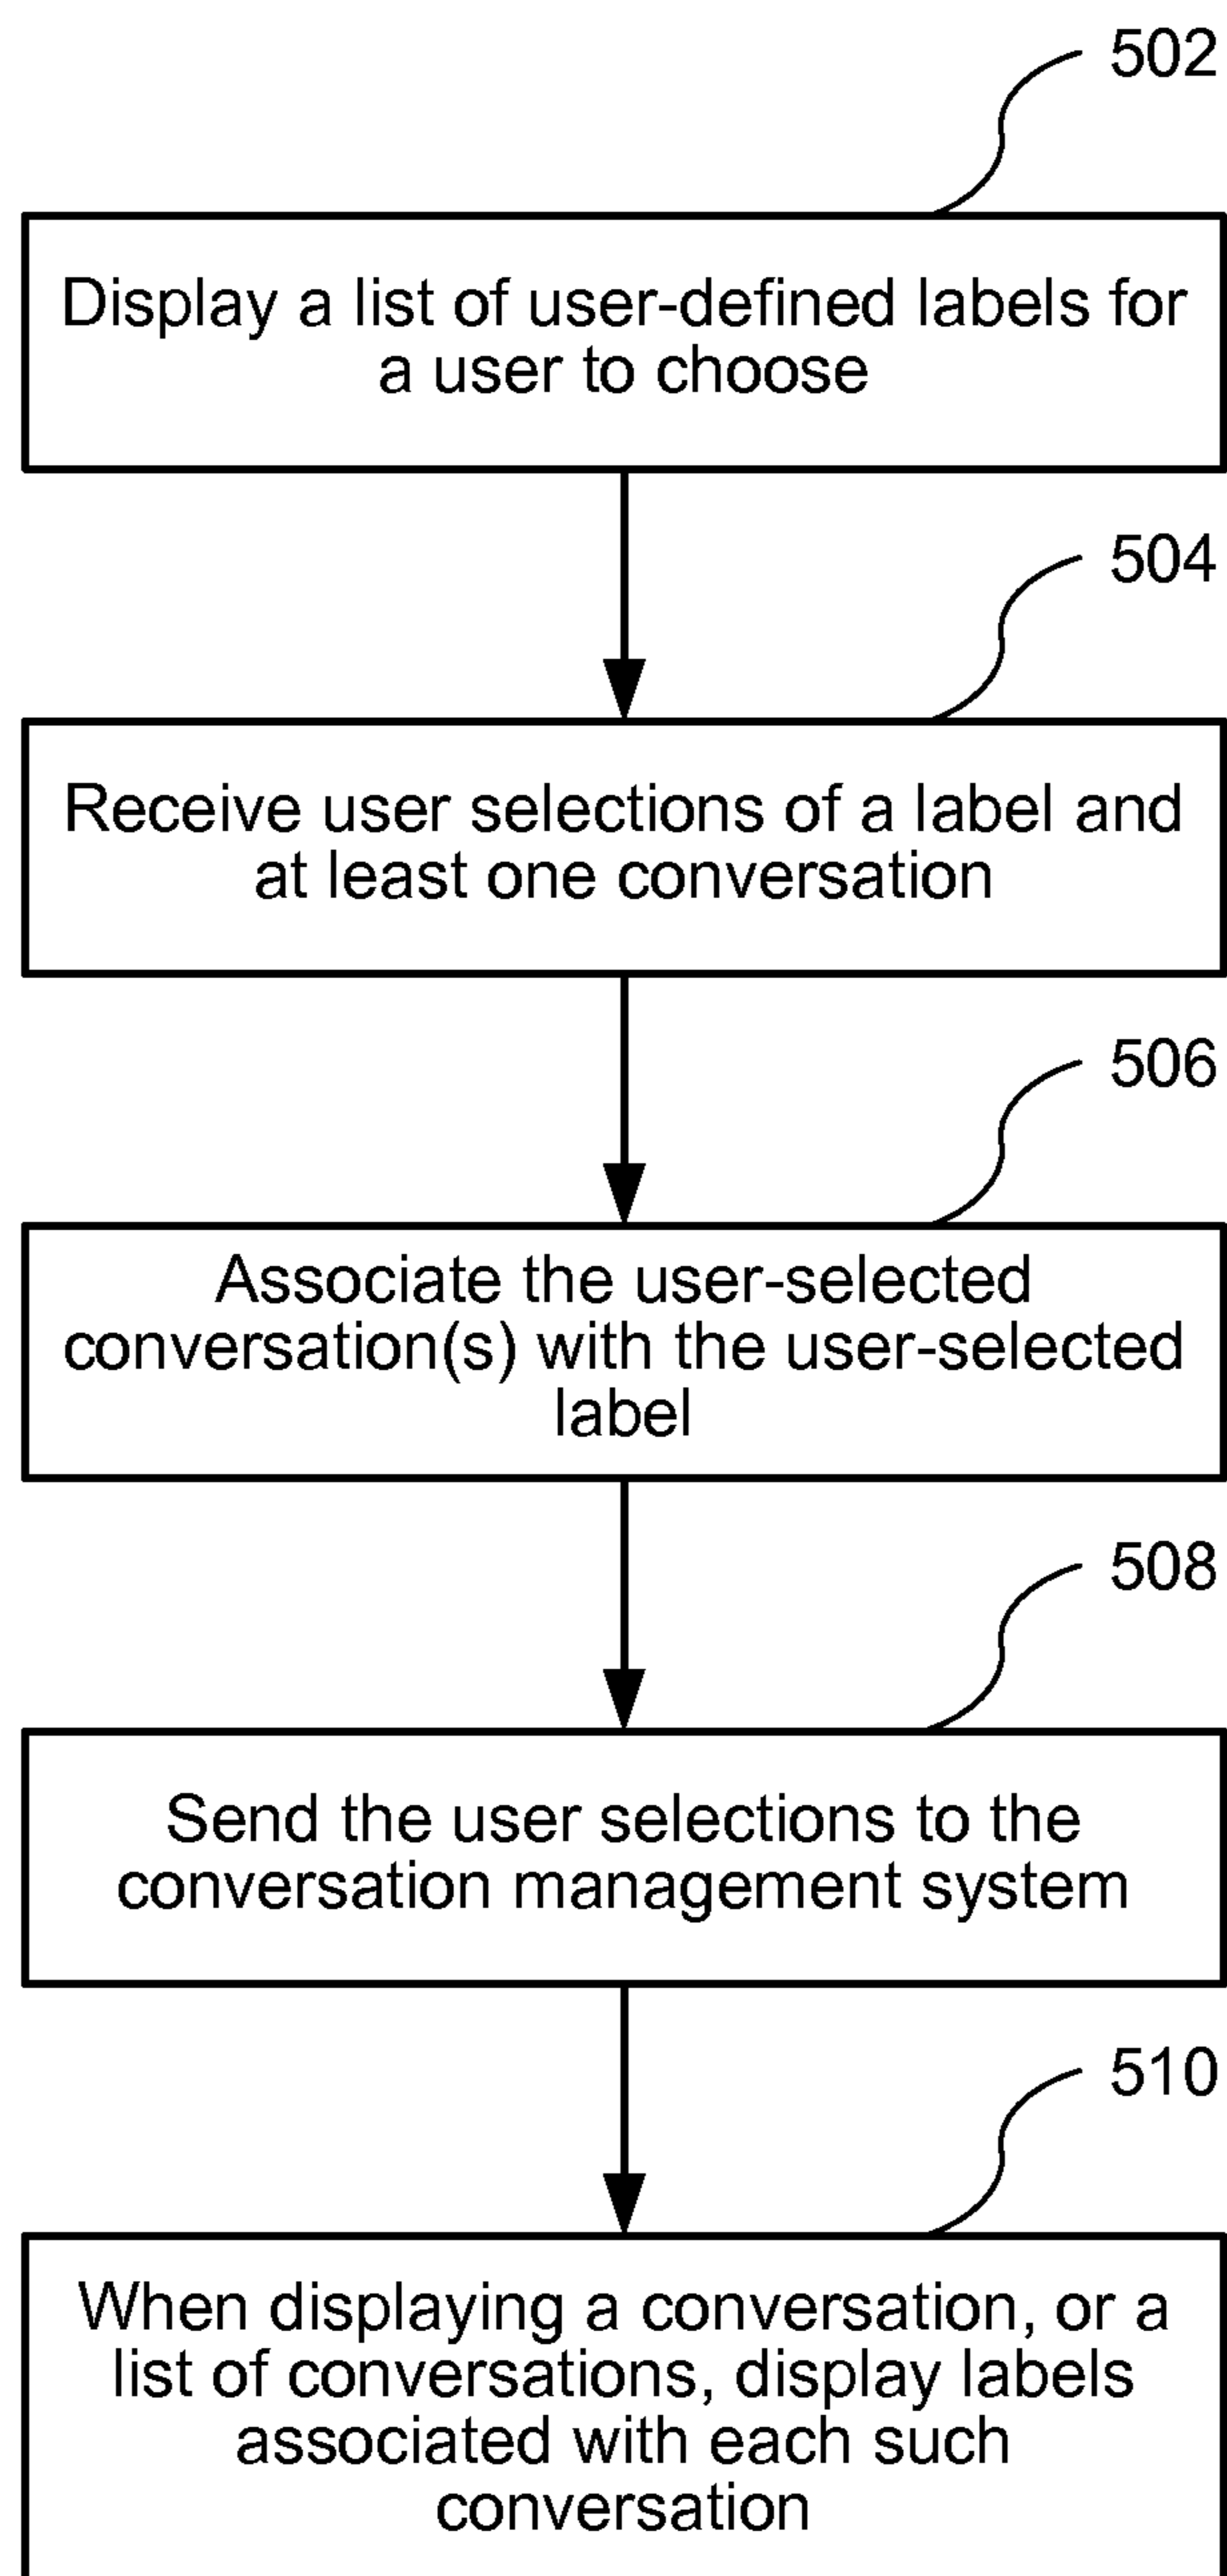 502
Display a list of user-defined labels for
a user to choose
504
Receive user selections of a label and
at least one conversation
506
Associate the user-selected
conversation(s) with the user-selected
label
508
Send the user selections to the
conversation management system
510
When displaying a conversation, or a
list of conversations, display labels
associated with each such
conversation